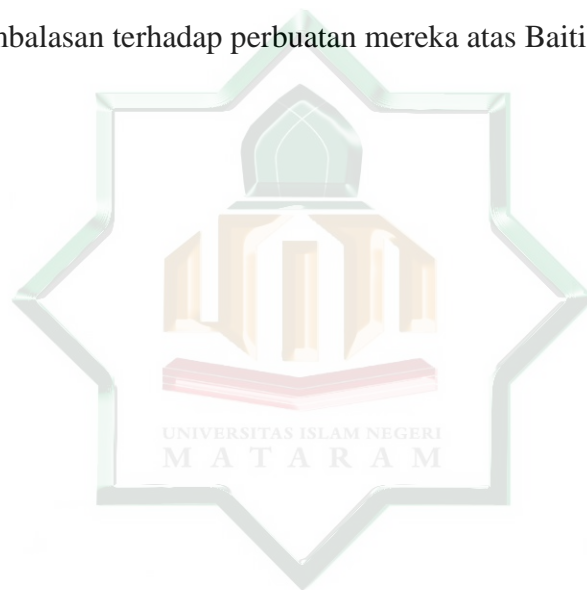 mbalasan terhadap perbuatan mereka atas Baiti
UNIVERSITAS ISLAM NEGERI
M A T A R A M